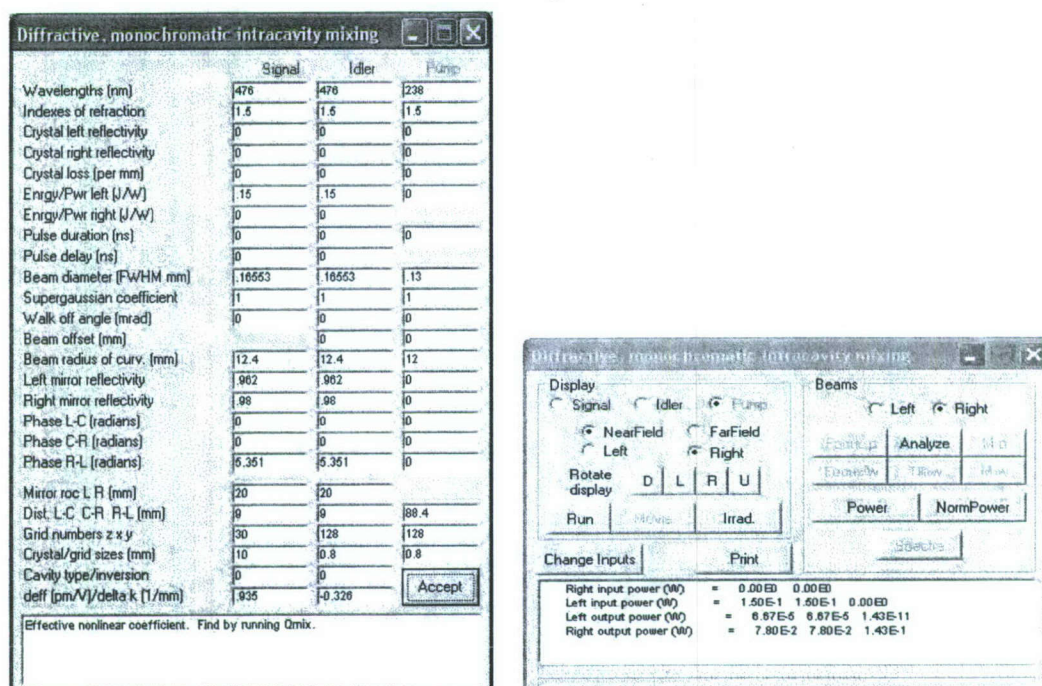 Diffractive, monochromatic intracavity mixing
Signal Idler Pump
Wavelengths (nm) 476 476 238
Indexes of refraction 1.5 1.5 1.5
Crystal left reflectivity 0 0 0
Crystal right reflectivity 0 0 0
Crystal loss (per mm) 0 0 0
Enrgy/Pwr left (J/W) .15 .15 0
Enrgy/Pwr right (J/W) 0 0
Pulse duration (ns) 0 0 0
Pulse delay (ns) 0 0
Beam diameter (FWHM mm) .16553 .16553 .13
Supergaussian coefficient 1 1 1
Walk off angle (mrad) 0 0 0
Beam offset (mm) 0 0
Beam radius of curv. (mm) 12.4 12.4 12
Left mirror reflectivity .962 .962 0
Right mirror reflectivity .98 .98 0
Phase L-C (radians) 0 0 0
Phase C-R (radians) 0 0 0
Phase R-L (radians) 5.351 5.351 0
Mirror roc L R (mm) 20 20
Dist. L-C C-R R-L (mm) 9 9 88.4
Grid numbers z x y 30 128 128
Crystal/grid sizes (mm) 10 0.8 0.8
Cavity type/inversion 0 0
deff (pm/V)/delta k (1/mm) .935 -0.326
Accept
Effective nonlinear coefficient. Find by running Qmix.
Diffractive, monochromatic intracavity mixing
Display
Signal Idler Pump
NearField FarField
Left Right
Rotate display D L R U
Run Movie Irrad.
Beams
Left Right
Analyze
Power NormPower
Spectra
Change Inputs Print
Right input power (W) = 0.00E0 0.00E0
Left input power (W) = 1.50E-1 1.50E-1 0.00E0
Left output power (W) = 6.67E-5 6.67E-5 1.43E-11
Right output power (W) = 7.80E-2 7.80E-2 1.43E-1